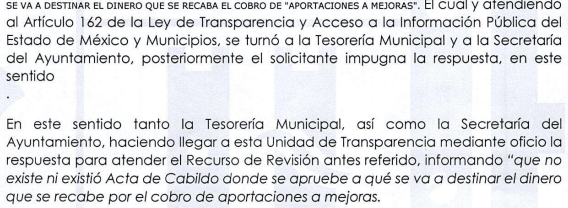 SE VA A DESTINAR EL DINERO QUE SE RECABA EL COBRO DE "APORTACIONES A MEJORAS". El cual y atendiendo
al Artículo 162 de la Ley de Transparencia y Acceso a la Información Pública del
Estado de México y Municipios, se turnó a la Tesorería Municipal y a la Secretaría
del Ayuntamiento, posteriormente el solicitante impugna la respuesta, en este
sentido
.
En este sentido tanto la Tesorería Municipal, así como la Secretaría del
Ayuntamiento, haciendo llegar a esta Unidad de Transparencia mediante oficio la
respuesta para atender el Recurso de Revisión antes referido, informando "que no
existe ni existió Acta de Cabildo donde se apruebe a qué se va a destinar el dinero
que se recabe por el cobro de aportaciones a mejoras.